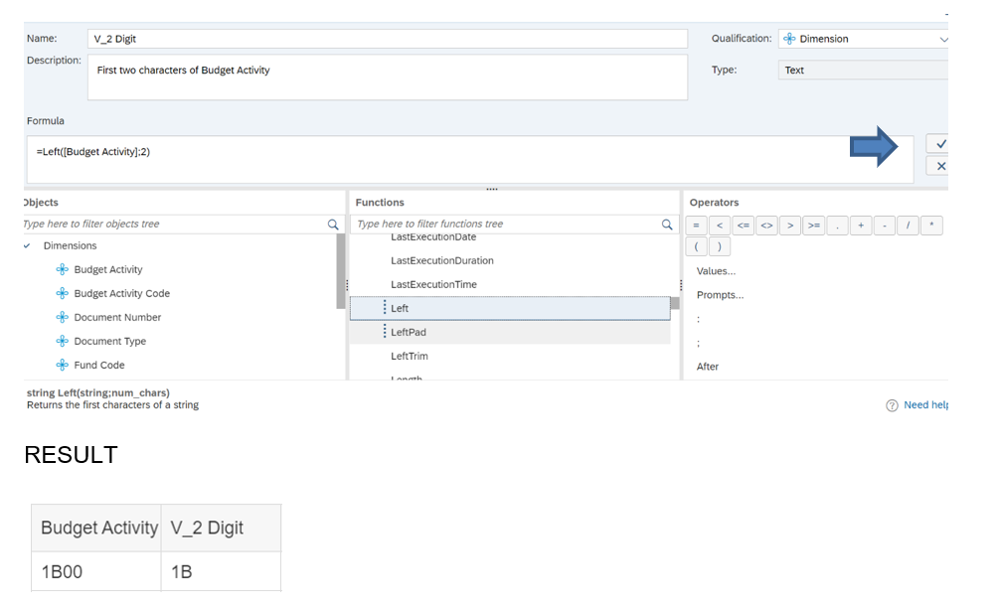 Name: V_2 Digit Qualification: Dimension
Description: First two characters of Budget Activity Type: Text
Formula
=Left([Budget Activity];2)
Objects Functions Operators
Type here to filter objects tree Type here to filter functions tree = < <= <> > >= . + - / *
( )
Dimensions LastExecutionDate
Budget Activity LastExecutionDuration Values...
Budget Activity Code LastExecutionTime Prompts...
Document Number Left :
Document Type LeftPad ;
Fund Code LeftTrim After
Length
string Left(string;num_chars)
Returns the first characters of a string ? Need help
RESULT
Budget Activity V_2 Digit
1B00 1B